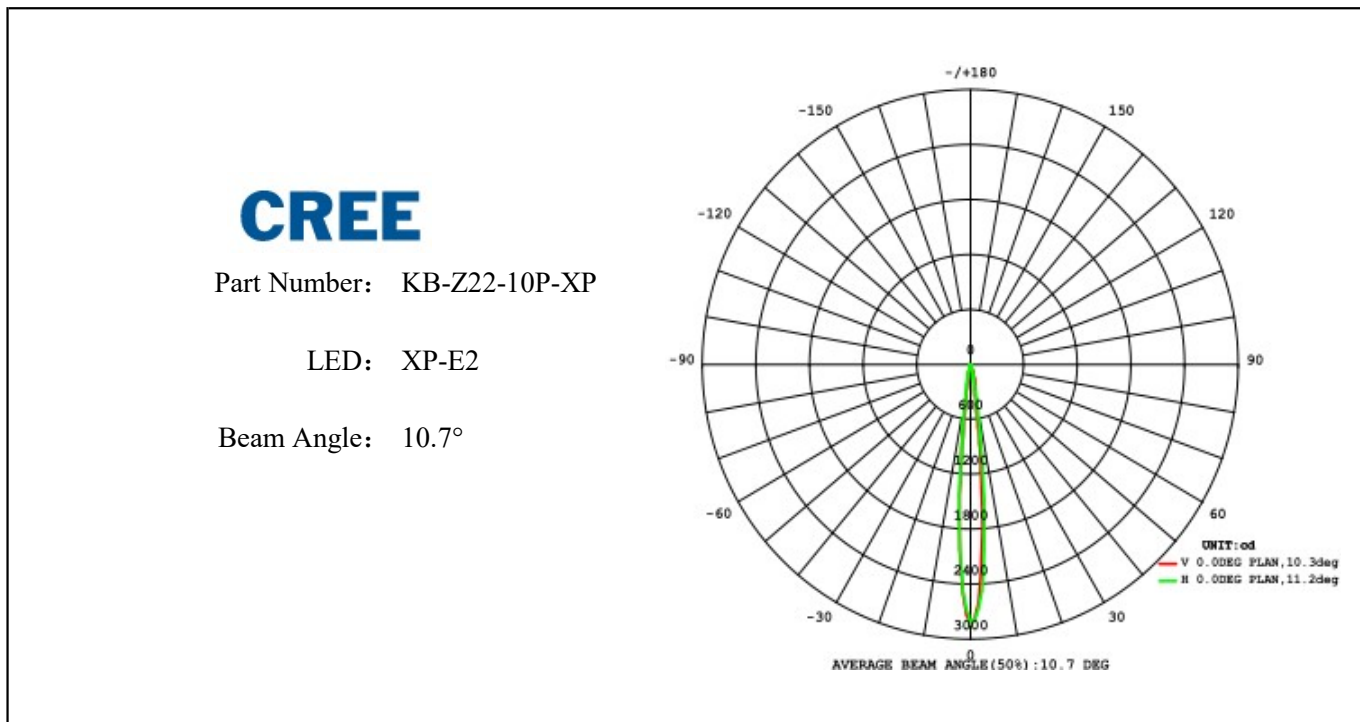 CREE
Part Number： KB-Z22-10P-XP
LED： XP-E2
Beam Angle： 10.7°
-/+180
-150 150
-120 120
-90 0 90
600
1200
-60 1800 60
UNIT:cd
2400 V 0.0DEG PLAN,10.3deg
H 0.0DEG PLAN,11.2deg
-30 3000 30
0
AVERAGE BEAM ANGLE(50%):10.7 DEG